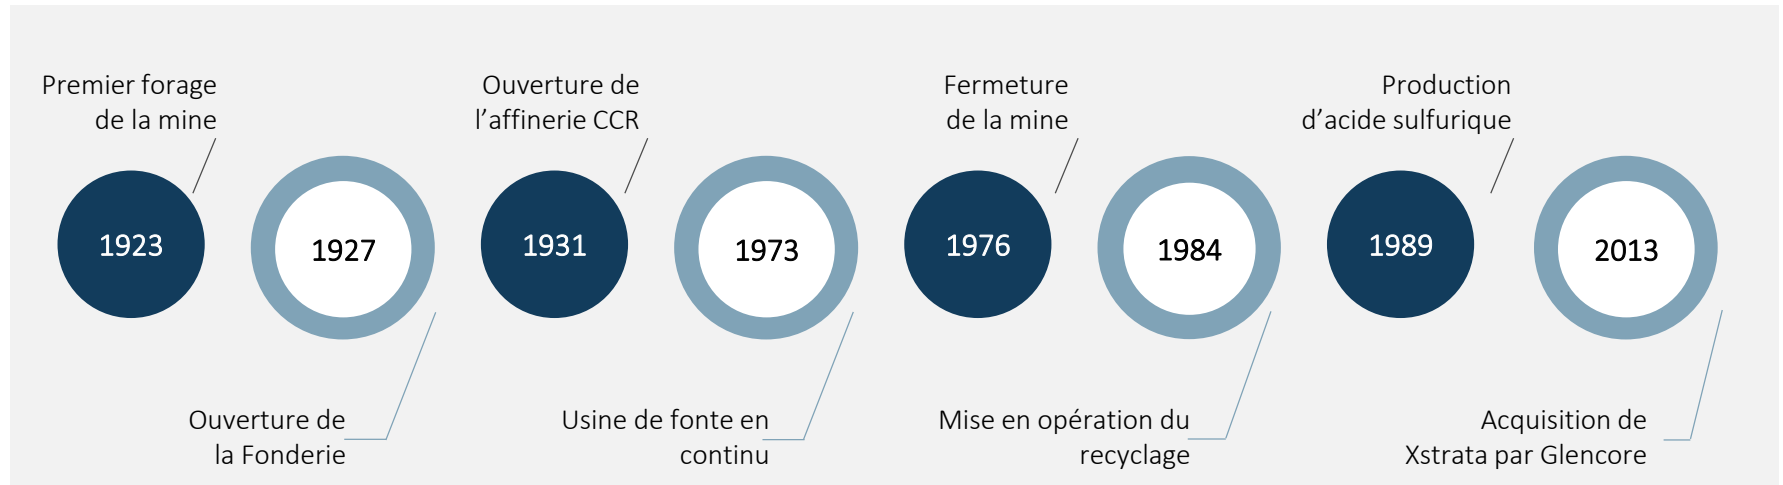 Premier forage
de la mine
Ouverture de
l’affinerie CCR
Fermeture
de la mine
Production
d’acide sulfurique
1923
1927
1931
1973
1976
1984
1989
2013
Ouverture de
la Fonderie
Usine de fonte en
continu
Mise en opération du
recyclage
Acquisition de
Xstrata par Glencore